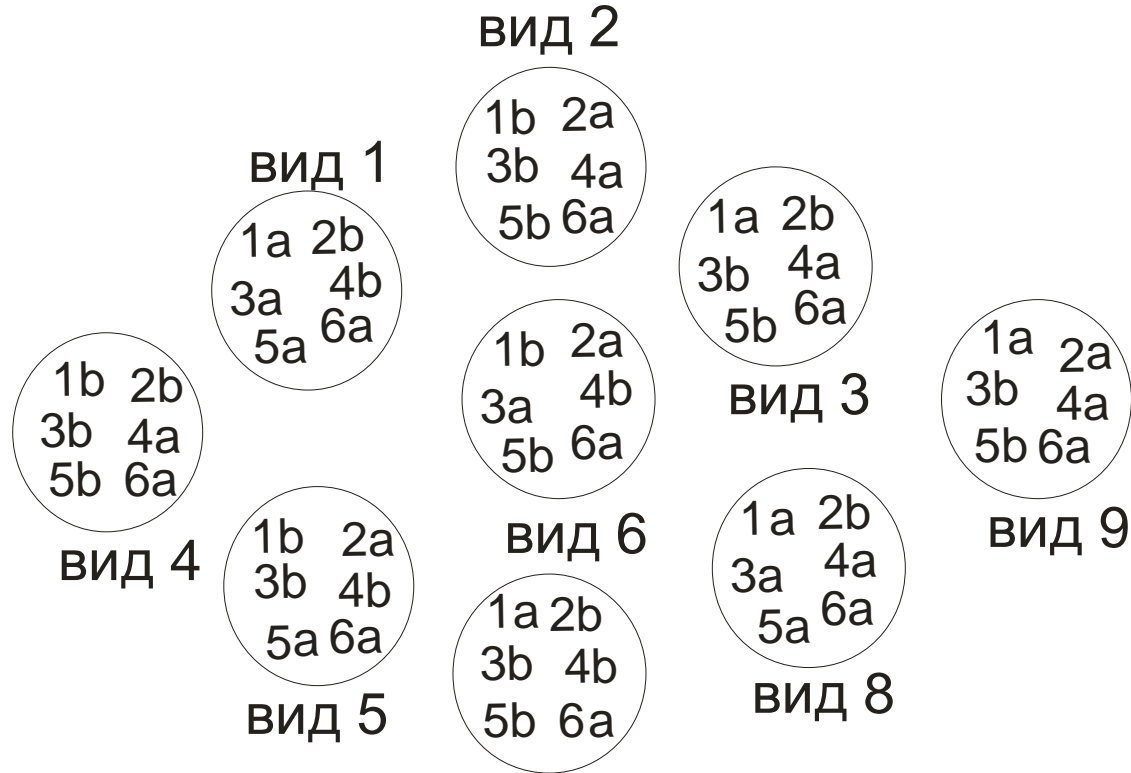 вид 2
1b 2a
3b 4a
5b 6a
вид 1
1a 2b
3a 4b
5a 6a
1a 2b
3b 4a
5b 6a
вид 3
1b 2b
3b 4a
5b 6a
вид 4
1b 2a
3a 4b
5b 6a
вид 6
1a 2a
3b 4a
5b 6a
вид 9
1b 2a
3b 4b
5a 6a
вид 5
1a 2b
3b 4b
5b 6a
1a 2b
3a 4a
5a 6a
вид 8